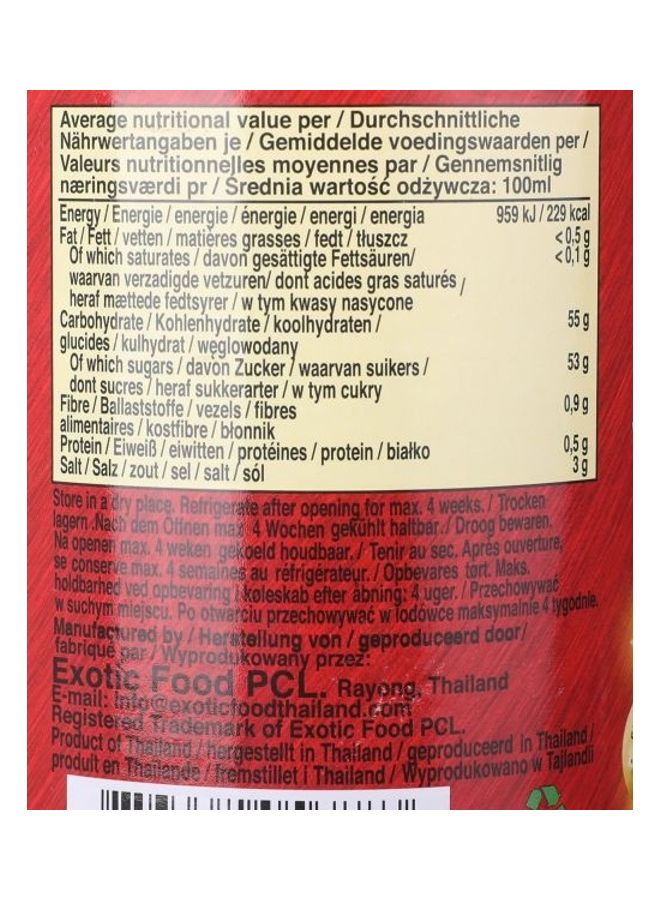 Average nutritional value per / Durchschnittliche
Nährwertangaben je / Gemiddelde voedingswaarden per /
Valeurs nutritionnelles moyennes par / Gennemsnitlig
næringsværdi pr / Średnia wartość odżywcza: 100ml
Energy / Energie / energie / énergie / energi / energia 959 kJ / 229 kcal
Fat / Fett / vetten / matières grasses / fedt / tłuszcz <0,5 g
Of which saturates / davon gesättigte Fettsäuren/ <0,1 g
waarvan verzadigde vetzuren/ dont acides gras saturés /
heraf mættede fedtsyrer / w tym kwasy nasycone
Carbohydrate / Kohlenhydrate / koolhydraten / 55 g
glucides / kulhydrat / węglowodany
Of which sugars / davon Zucker / waarvan suikers / 53 g
dont sucres / heraf sukkerarter / w tym cukry
Fibre / Ballaststoffe / vezels / fibres 0,9 g
alimentaires / kostfibre / błonnik
Protein / Eiweiß / eiwitten / protéines / protein / białko 0,5 g
Salt / Salz / zout / sel / salt / sól 3 g
Store in a dry place. Refrigerate after opening for max. 4 weeks. / Trocken
lagern .Nach dem Öffnen max. 4 Wochen gekühlt haltbar./ Droog bewaren.
Na openen max. 4 weken gekoeld houdbaar. / Tenir au sec. Après ouverture,
se conserve max. 4 semaines au réfrigérateur. / Opbevares tørt. Maks.
holdbarhed ved opbevaring i køleskab efter åbning: 4 uger. / Przechowywać
w suchym miejscu. Po otwarciu przechowywać w lodówce maksymalnie 4 tygodnie.
Manufactured by / Herstellung von / geproduceerd door/
fabriqué par / Wyprodukowany przez:
Exotic Food PCL. Rayong, Thailand
E-mail: info@exoticfoodthailand.com
Registered Trademark of Exotic Food PCL.
Product of Thailand / hergestellt in Thailand / geproduceerd in Thailand /
produit en Thaïlande / fremstillet i Thailand / Wyprodukowano w Tajlandii